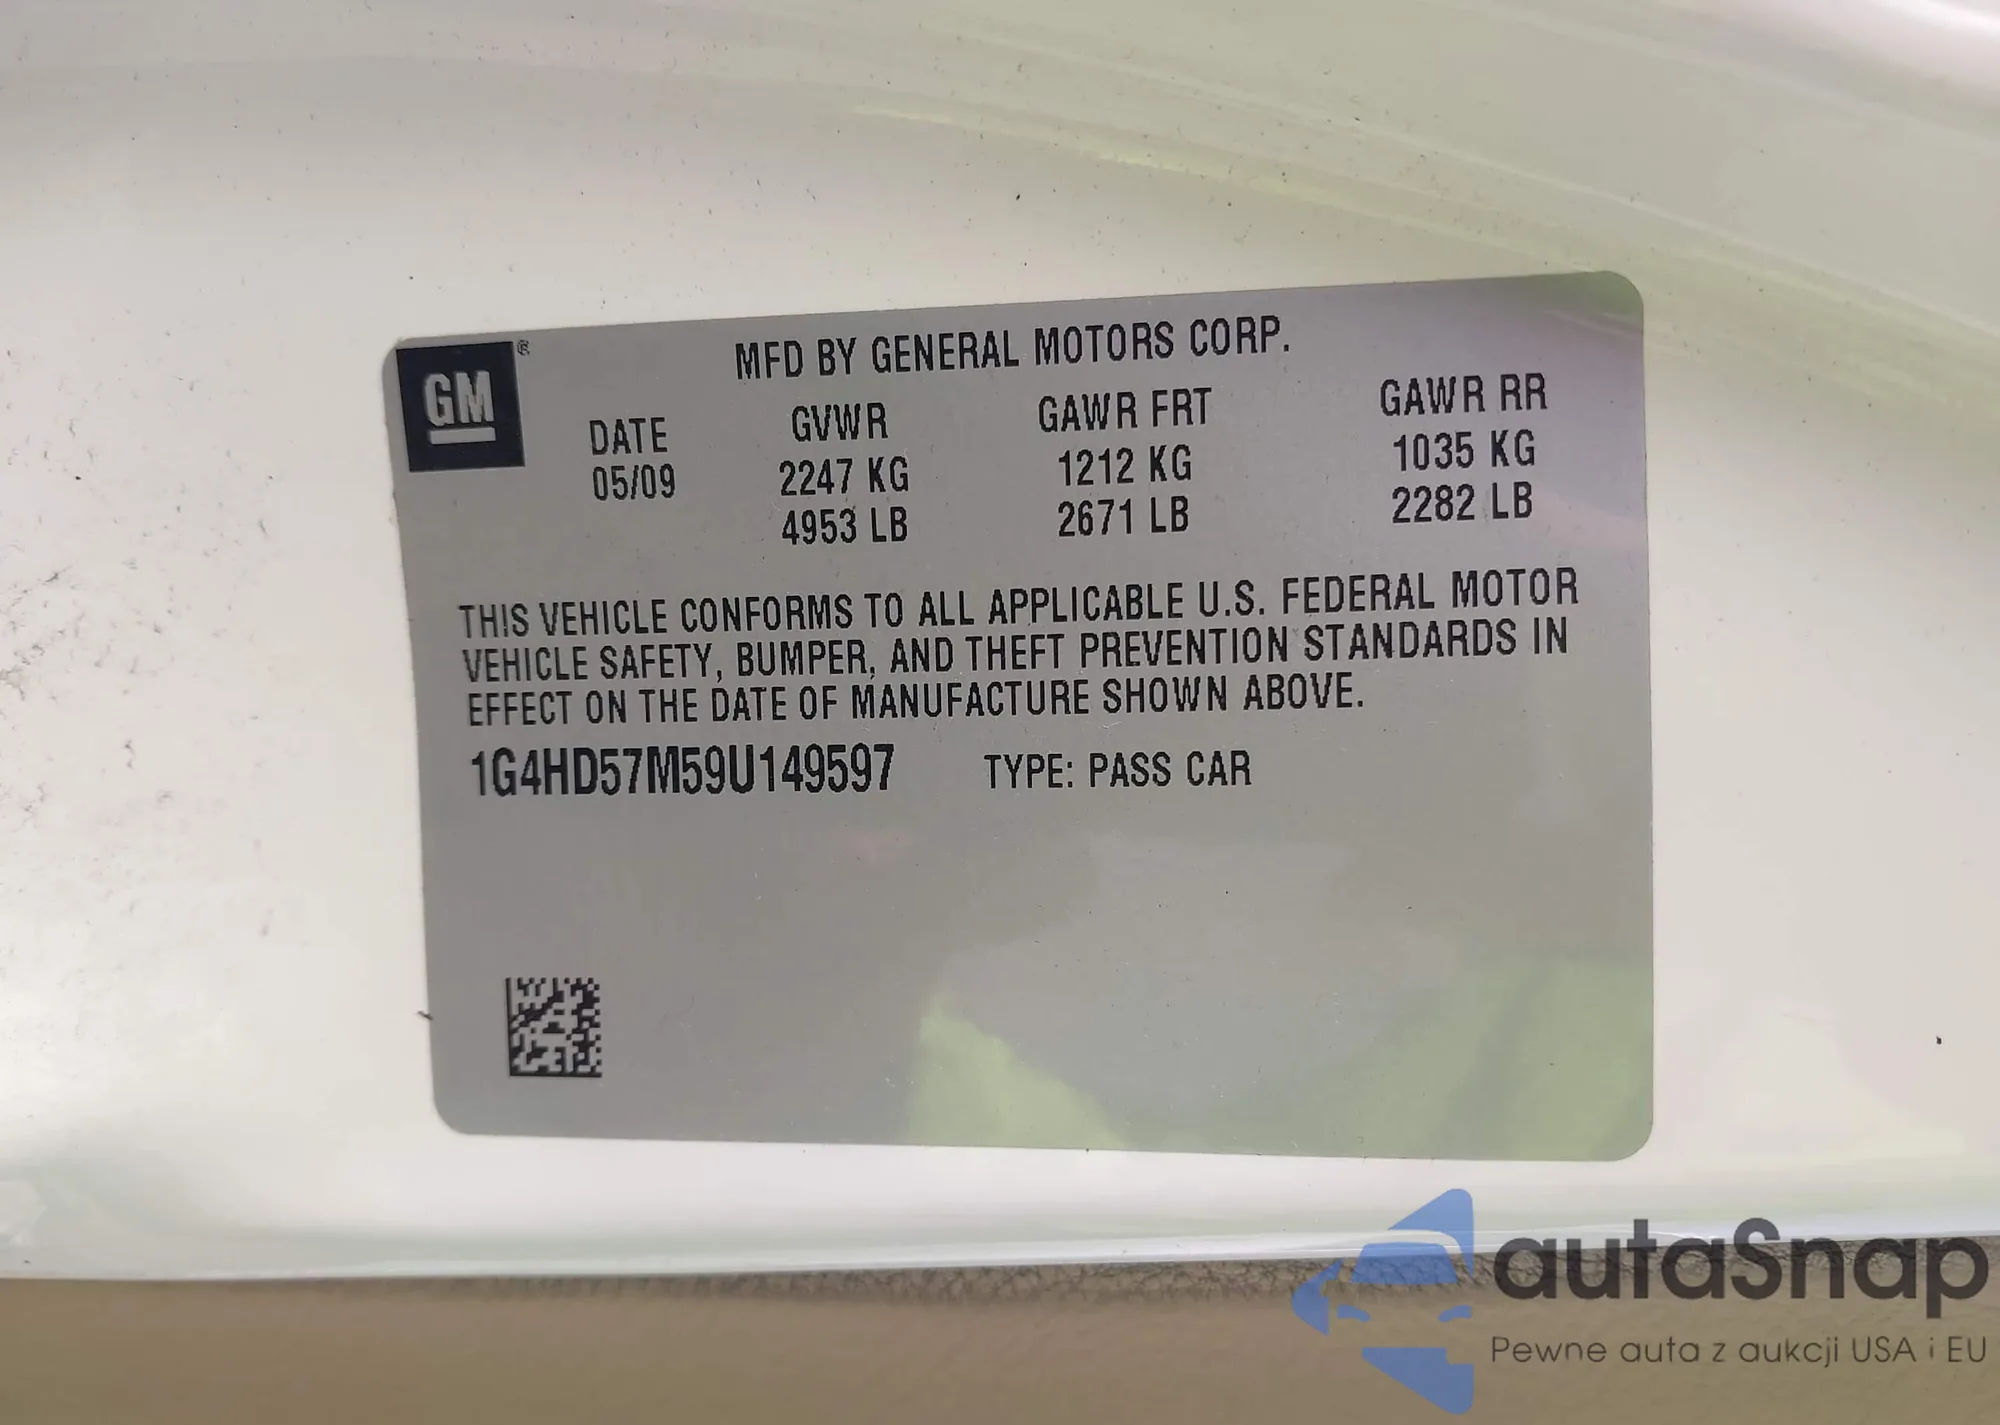 GM ®
MFD BY GENERAL MOTORS CORP.
DATE GVWR GAWR FRT GAWR RR
05/09 2247 KG 1212 KG 1035 KG
4953 LB 2671 LB 2282 LB
THIS VEHICLE CONFORMS TO ALL APPLICABLE U.S. FEDERAL MOTOR
VEHICLE SAFETY, BUMPER, AND THEFT PREVENTION STANDARDS IN
EFFECT ON THE DATE OF MANUFACTURE SHOWN ABOVE.
1G4HD57M59U149597 TYPE: PASS CAR
autaSnap
Pewne auta z aukcji USA i EU